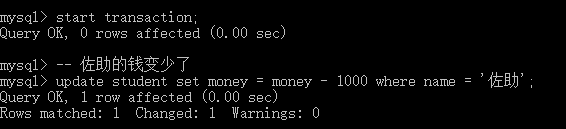 mysql> start transaction;
Query OK, 0 rows affected (0.00 sec)
mysql> -- 佐助的钱变少了
mysql> update student set money = money - 1000 where name = '佐助';
Query OK, 1 row affected (0.00 sec)
Rows matched: 1  Changed: 1  Warnings: 0